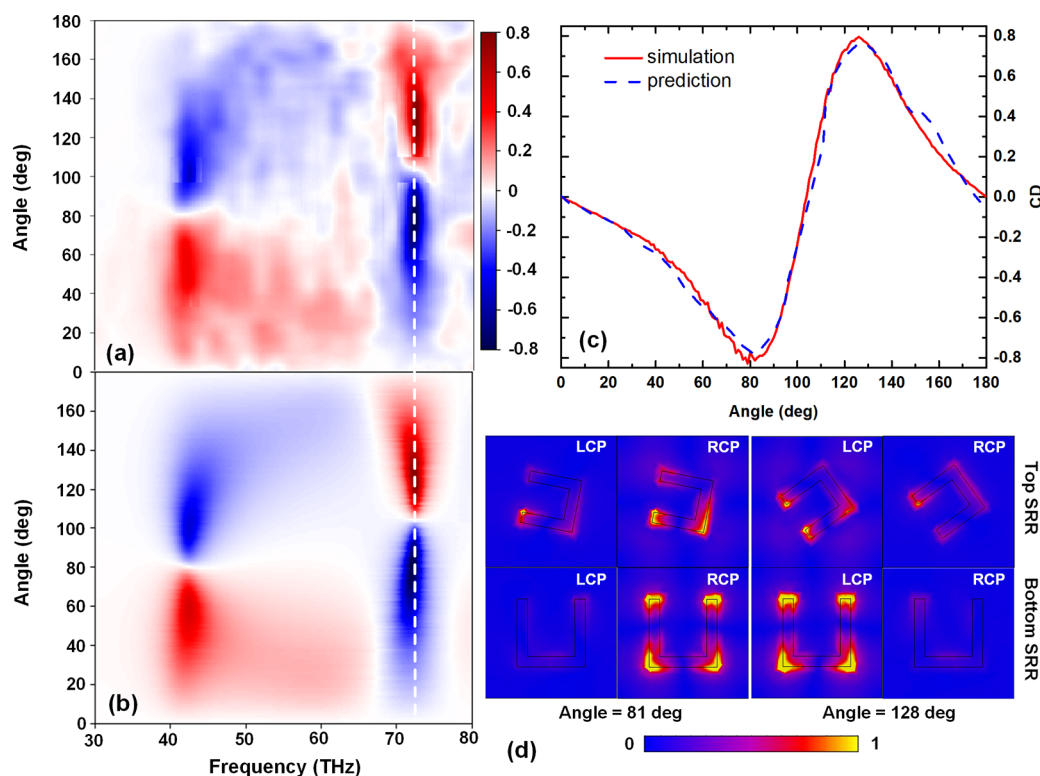 180
160
140
120
100
80
60
40
20
0
Angle (deg)
(a)
0.8
0.6
0.4
0.2
0
-0.2
-0.4
-0.6
-0.8
160
140
120
100
80
60
40
20
0
Angle (deg)
(b)
30 40 50 60 70 80
Frequency (THz)
simulation
prediction
(c)
0.8
0.6
0.4
0.2
0.0
-0.2
-0.4
-0.6
-0.8
CD
0 20 40 60 80 100 120 140 160 180
Angle (deg)
LCP RCP LCP RCP
Top SRR
LCP RCP LCP RCP
Bottom SRR
Angle = 81 deg Angle = 128 deg
(d) 0 1